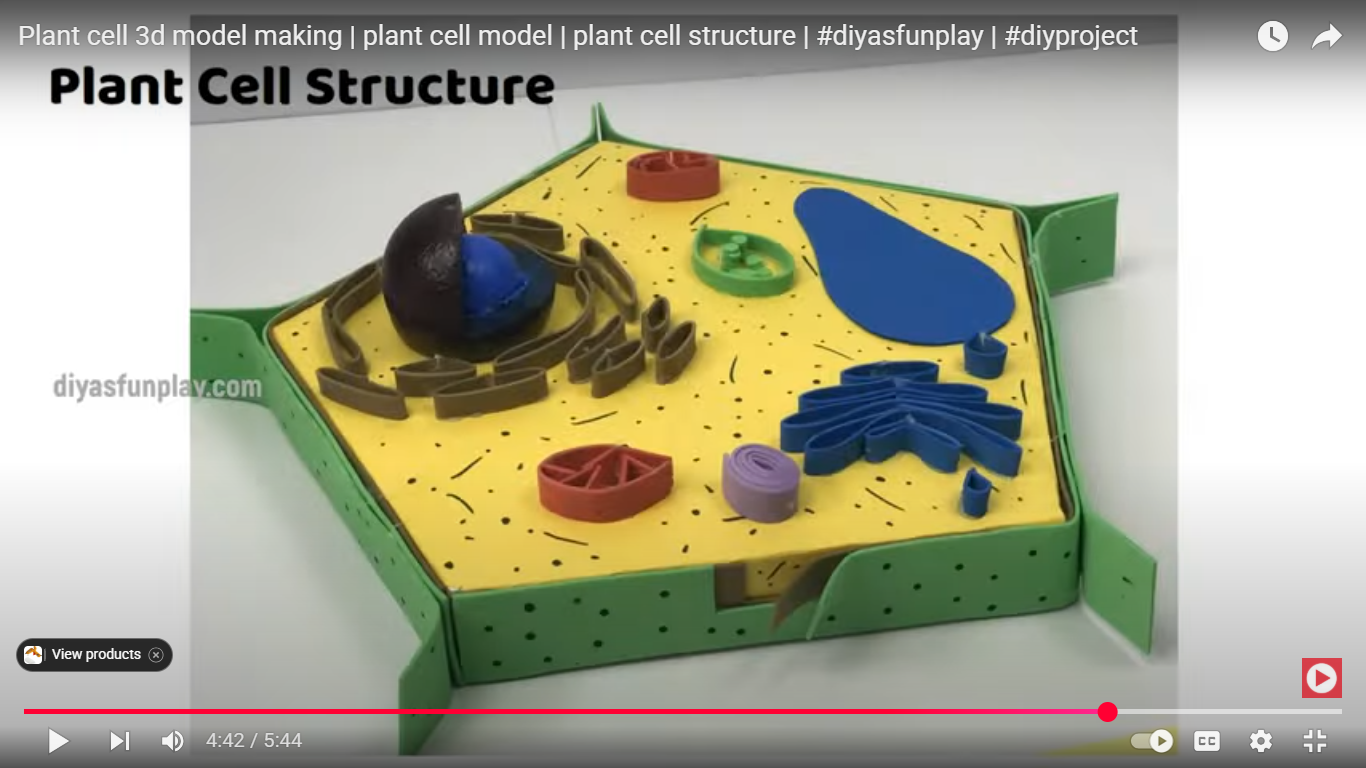 Plant cell 3d model making | plant cell model | plant cell structure | #diyasfunplay | #diyproject
Plant Cell Structure
diyasfunplay.com
View products
4:42 / 5:44
CC